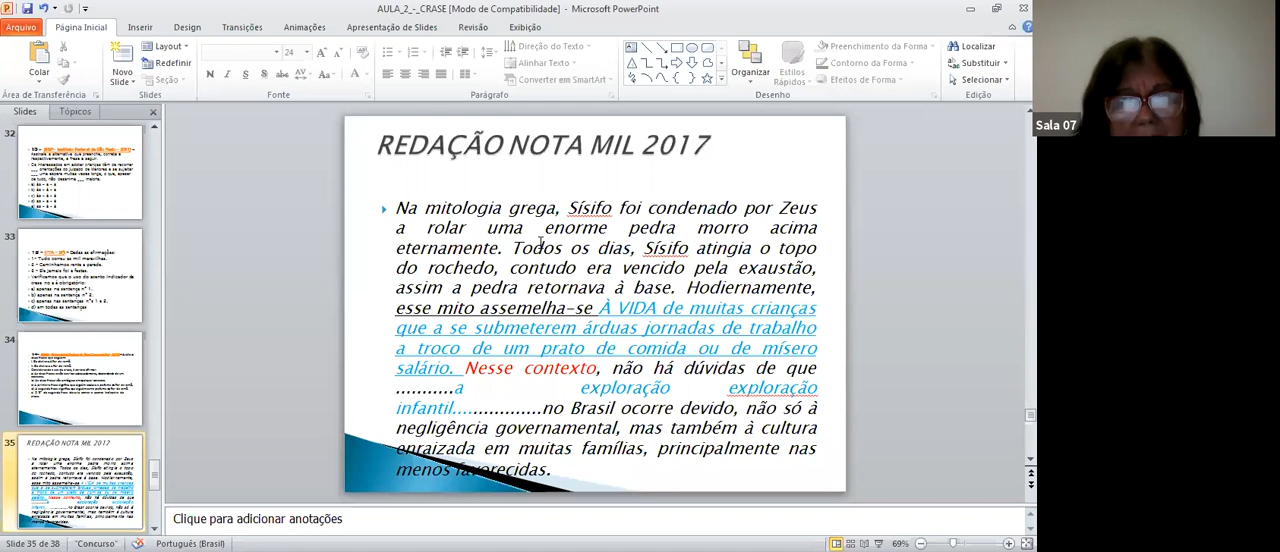 AULA_2_-_CRASE [Modo de Compatibilidade] - Microsoft PowerPoint
Arquivo Página Inicial Inserir Design Transições Animações Apresentação de Slides Revisão Exibição
Colar
Novo Slide
Layout
Redefinir
Seção
24
Direção do Texto
Alinhar Texto
Converter em SmartArt
Organizar
Estilos Rápidos
Preenchimento da Forma
Contorno da Forma
Efeitos de Forma
Localizar
Substituir
Selecionar
Área de Transferência Slides Fonte Parágrafo Desenho Edição
Slides Tópicos
32
33
34
35
REDAÇÃO NOTA MIL 2017
REDAÇÃO NOTA MIL 2017
Na mitologia grega, Sísifo foi condenado por Zeus
a rolar uma enorme pedra morro acima
eternamente. Todos os dias, Sísifo atingia o topo
do rochedo, contudo era vencido pela exaustão,
assim a pedra retornava à base. Hodiernamente,
esse mito assemelha-se À VIDA de muitas crianças
que a se submeterem árduas jornadas de trabalho
a troco de um prato de comida ou de mísero
salário. Nesse contexto, não há dúvidas de que
...........a exploração exploração
infantil..................no Brasil ocorre devido, não só à
negligência governamental, mas também à cultura
enraizada em muitas famílias, principalmente nas
menos favorecidas.
Clique para adicionar anotações
Slide 35 de 38 "Concurso" Português (Brasil) 69%
Sala 07